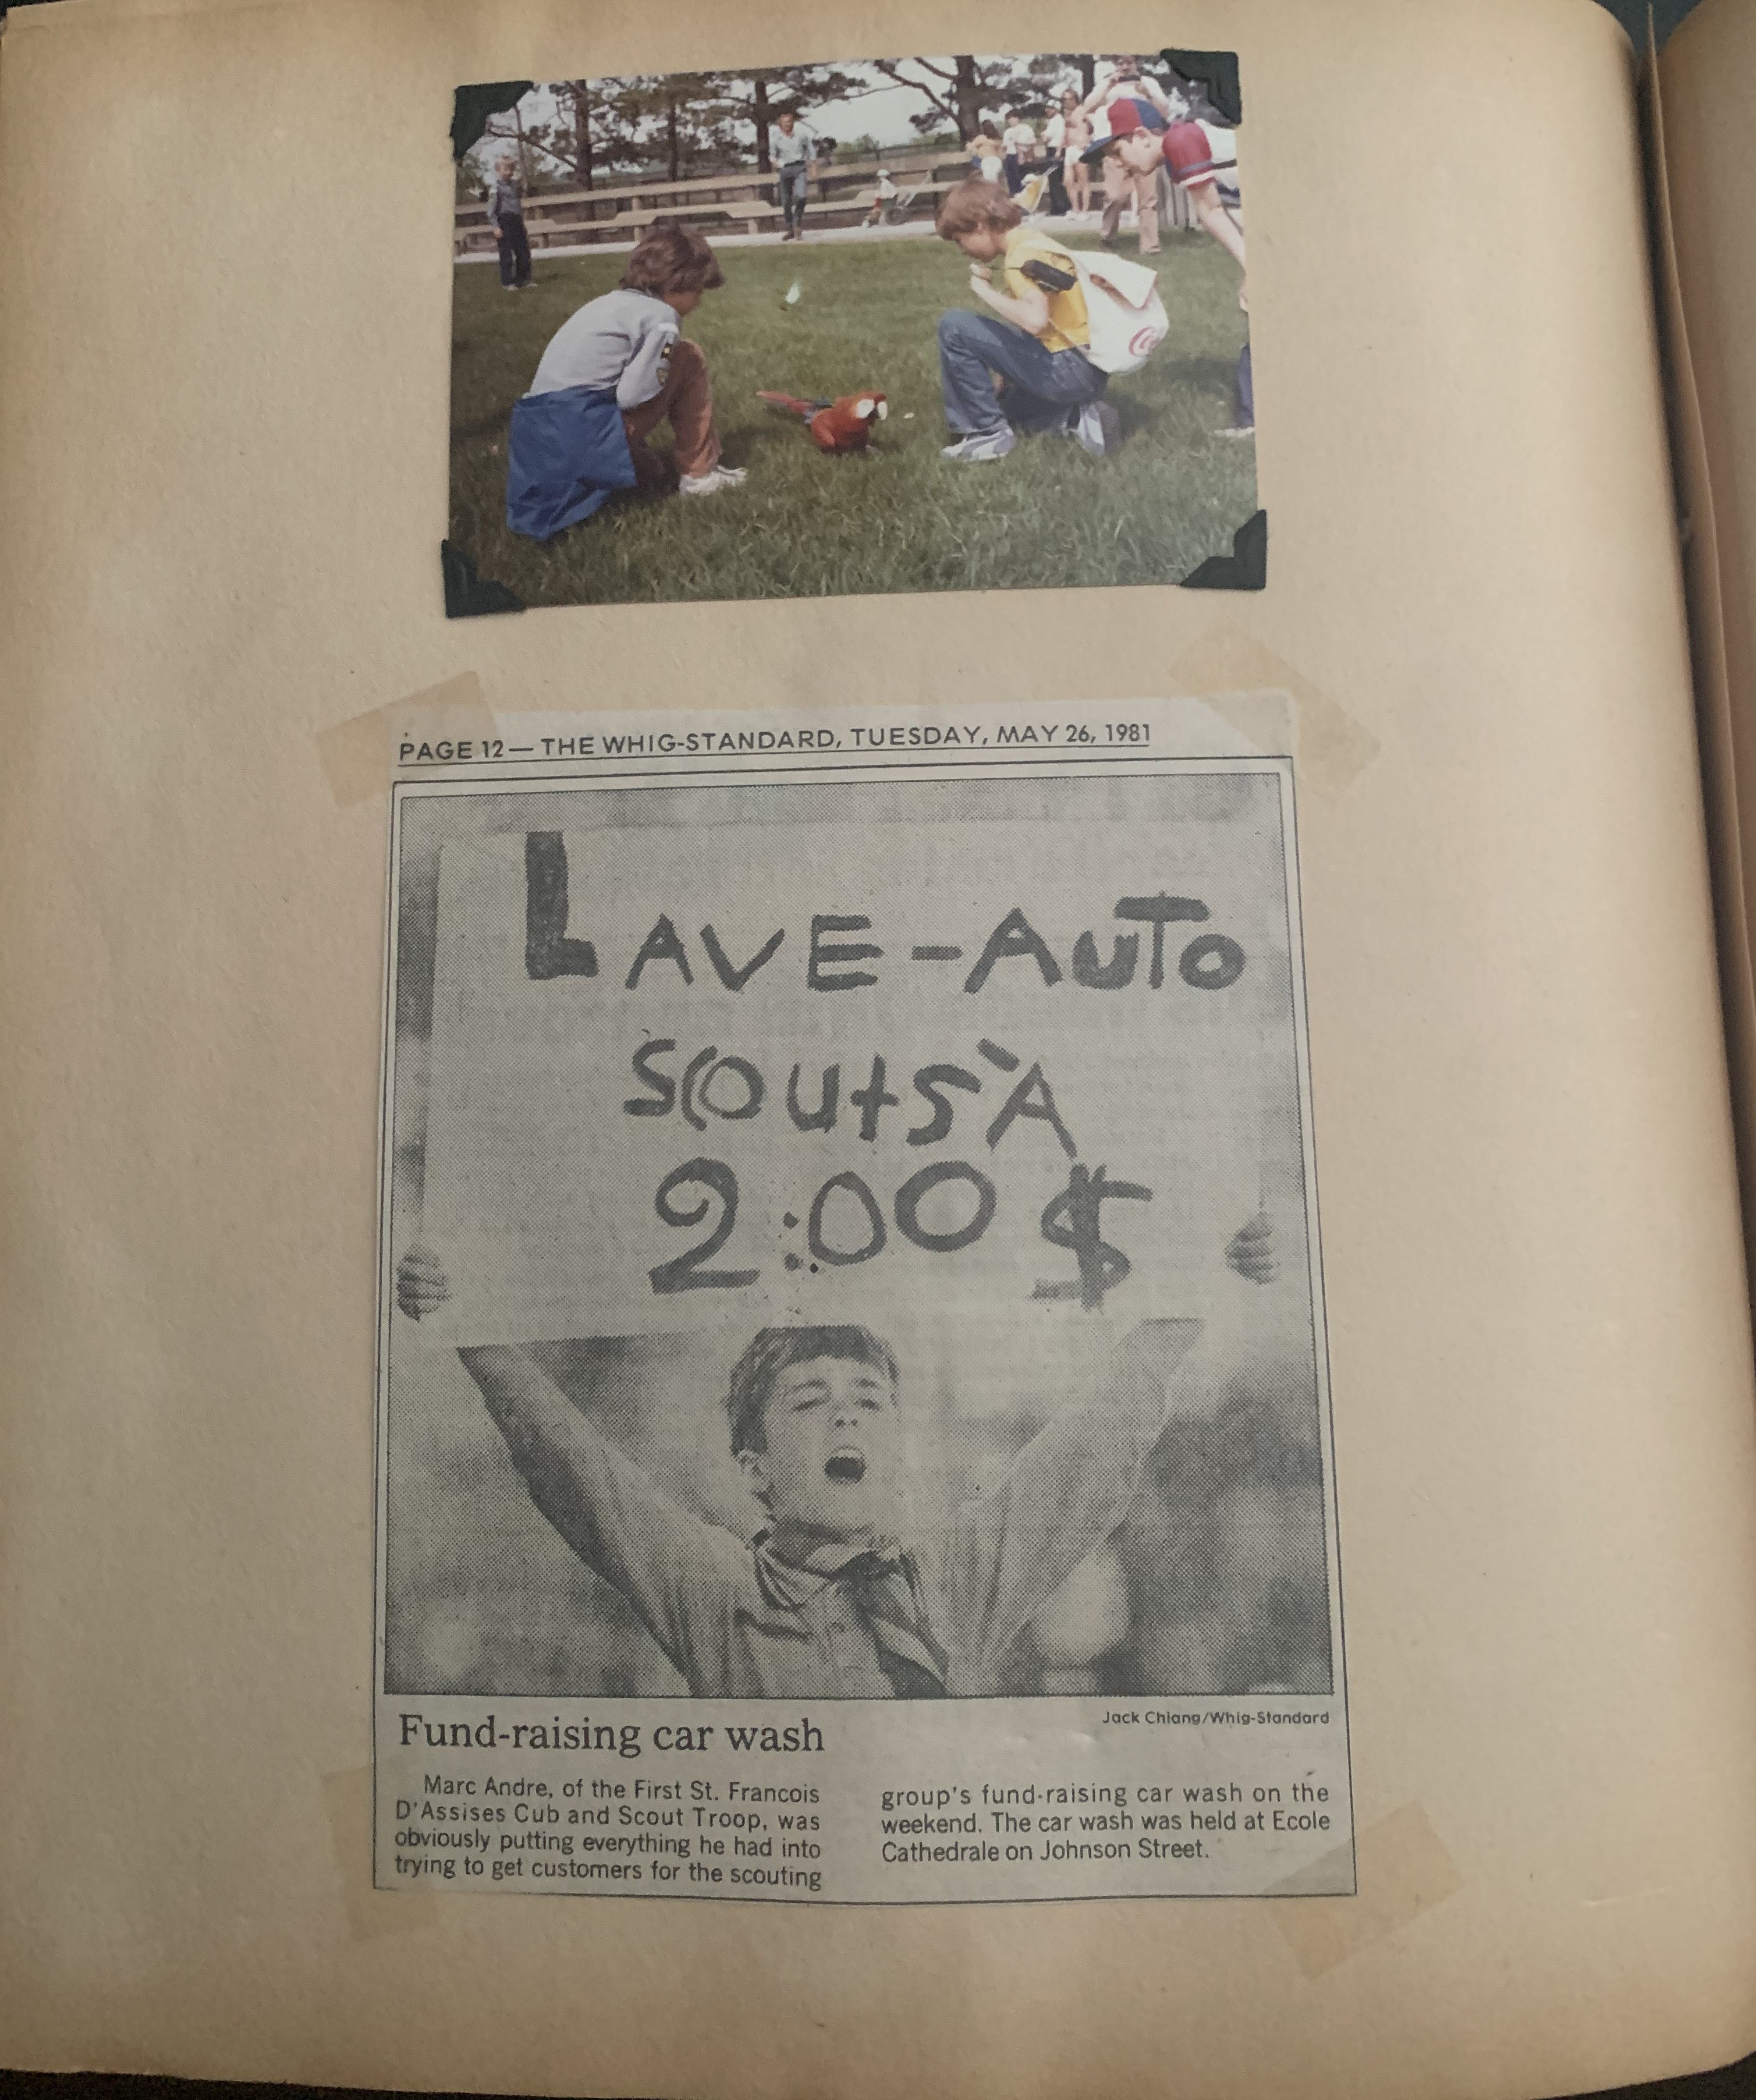 PAGE 12— THE WHIG-STANDARD, TUESDAY, MAY 26, 1981
LAVE-AUTO
SCOUTS À
2:00 $
Jack Chiang/Whig-Standard
Fund-raising car wash
Marc Andre, of the First St. Francois
D'Assises Cub and Scout Troop, was
obviously putting everything he had into
trying to get customers for the scouting
group's fund-raising car wash on the
weekend. The car wash was held at Ecole
Cathedrale on Johnson Street.